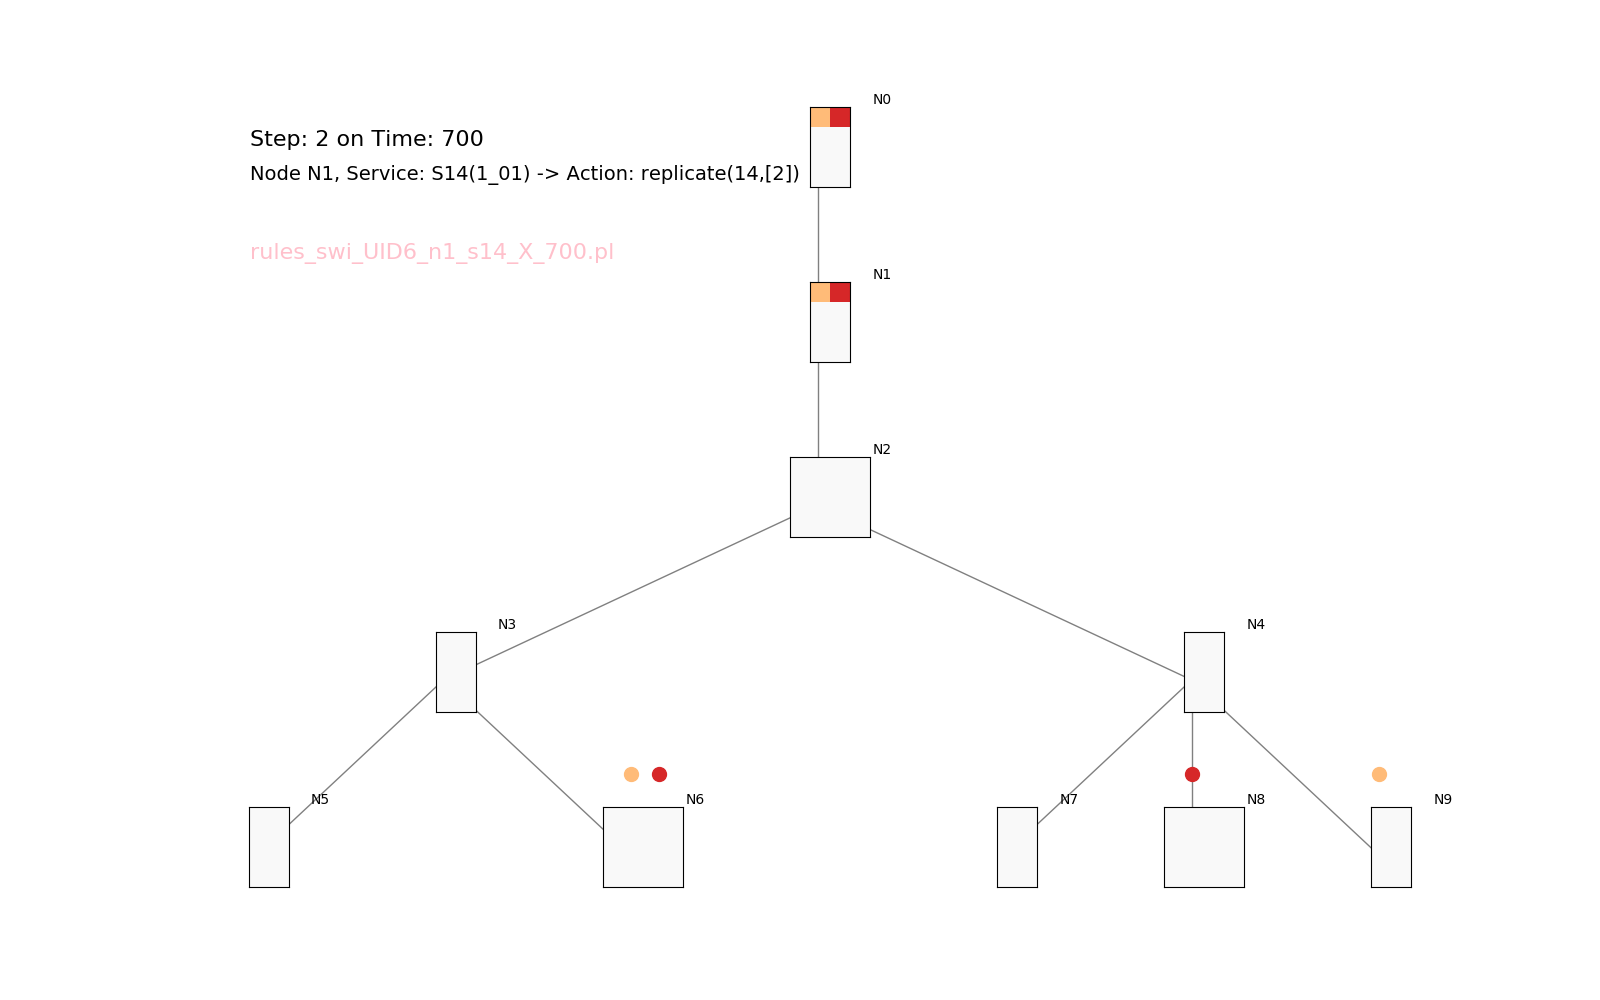 N0
Step: 2 on Time: 700
Node N1, Service: S14(1_01) -> Action: replicate(14,[2])
rules_swi_UID6_n1_s14_X_700.pl
N1
N2
N3
N4
N5
N6
N7
N8
N9